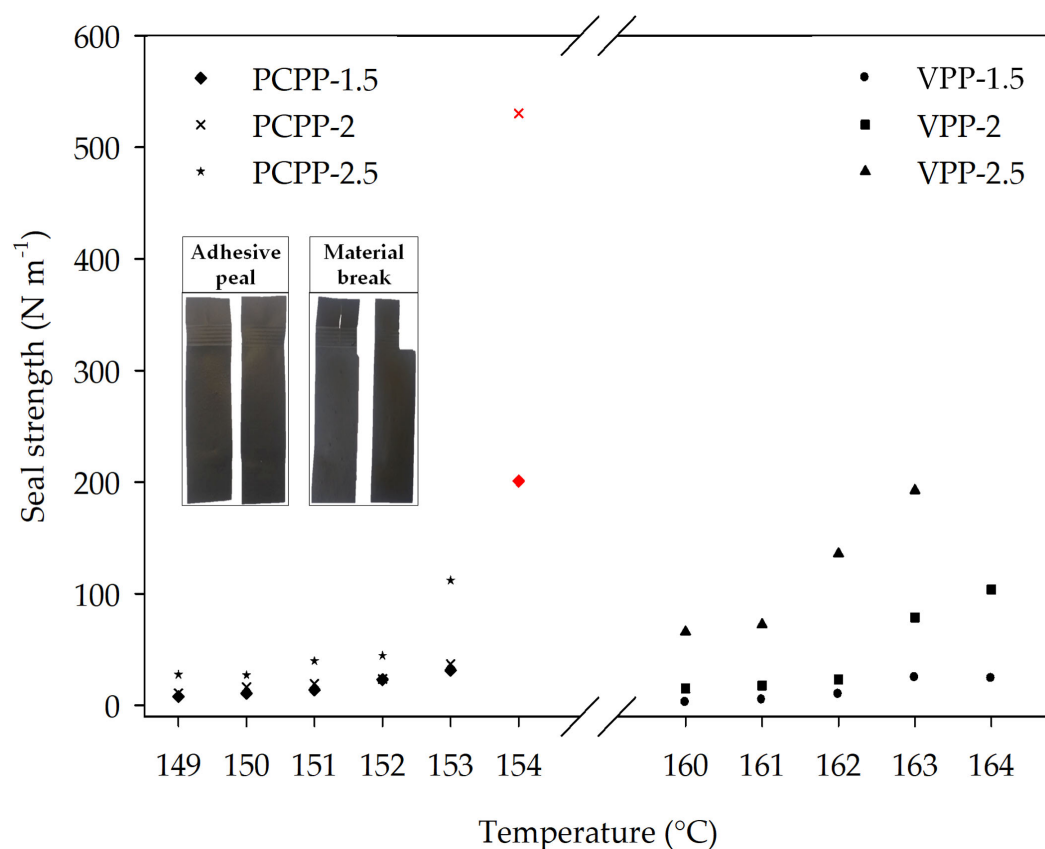 600
500
400
300
200
100
0
Seal strength (N m⁻¹)
PCPP-1.5
PCPP-2
PCPP-2.5
VPP-1.5
VPP-2
VPP-2.5
Adhesive
peal
Material
break
149 150 151 152 153 154 160 161 162 163 164
Temperature (°C)